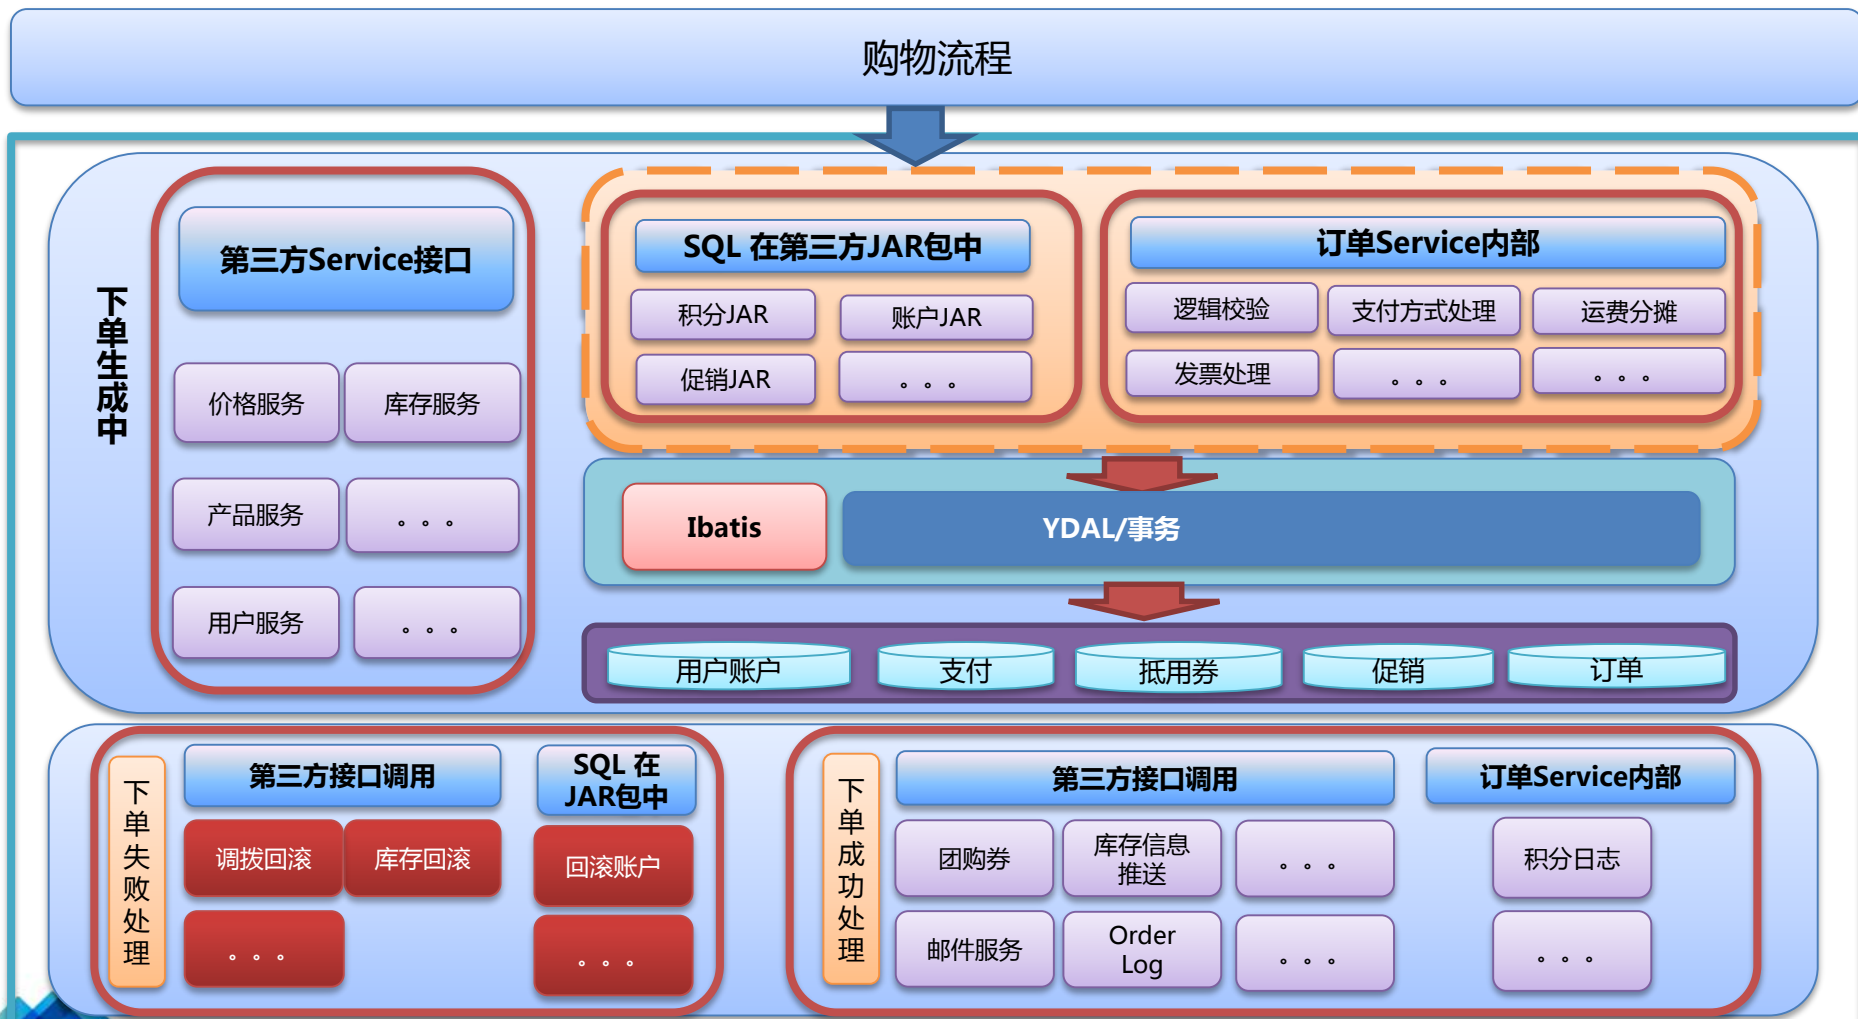 购物流程
下单生成中
第三方Service接口
价格服务
库存服务
产品服务
。。。
用户服务
。。。
SQL 在第三方JAR包中
积分JAR
账户JAR
促销JAR
。。。
订单Service内部
逻辑校验
支付方式处理
运费分摊
发票处理
。。。
。。。
Ibatis
YDAL/事务
用户账户
支付
抵用券
促销
订单
下单失败处理
第三方接口调用
调拨回滚
库存回滚
。。。
SQL 在
JAR包中
回滚账户
。。。
下单成功处理
第三方接口调用
团购券
库存信息
推送
。。。
邮件服务
Order
Log
。。。
订单Service内部
积分日志
。。。